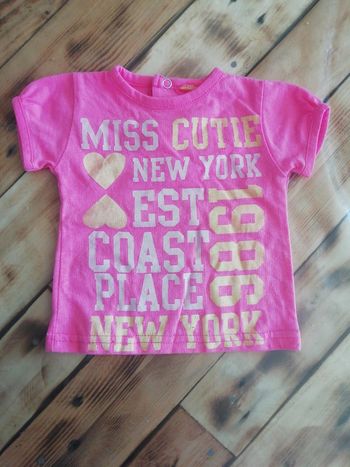 MISS CUTIE
NEW YORK
EST
COAST
PLACE
1986
NEW YORK